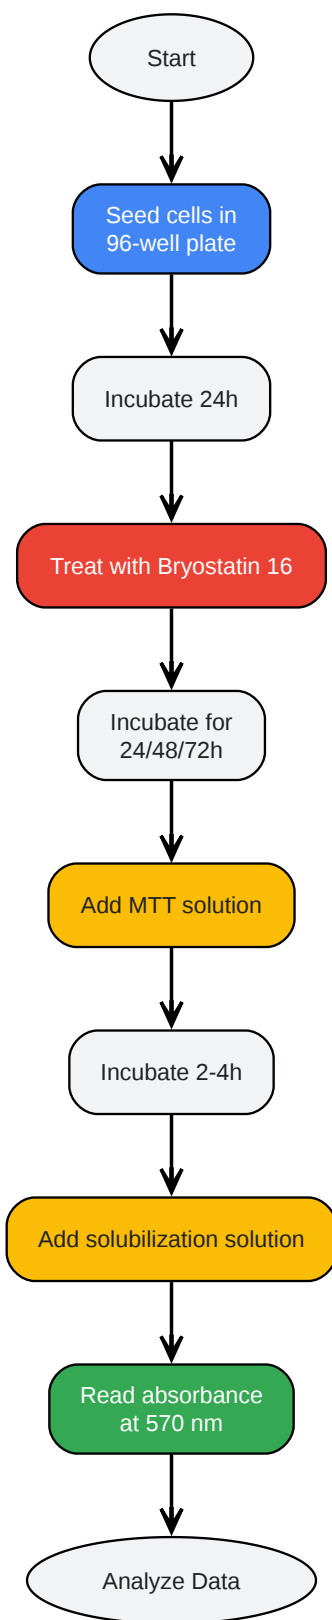 Start
Seed cells in
96-well plate
Incubate 24h
Treat with Bryostatin 16
Incubate for
24/48/72h
Add MTT solution
Incubate 2-4h
Add solubilization solution
Read absorbance
at 570 nm
Analyze Data